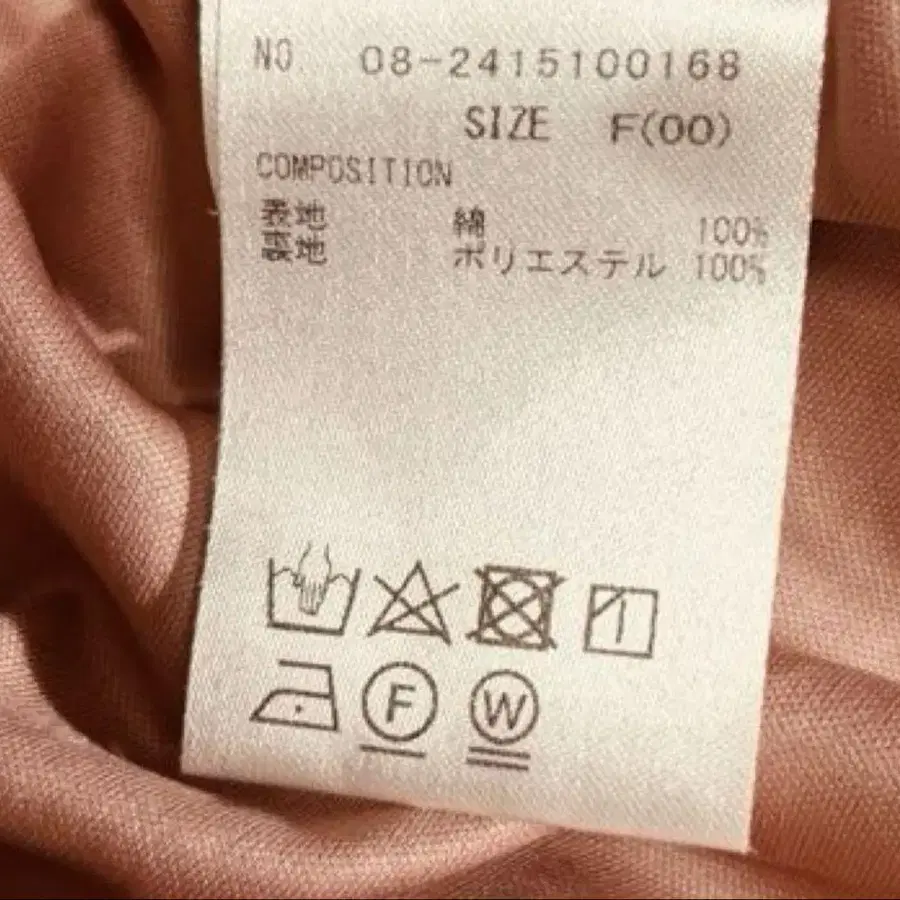 NO 08-2415100168
SIZE F(00)
COMPOSITION
表地 綿 100%
裏地 ポリエステル 100%
F
W